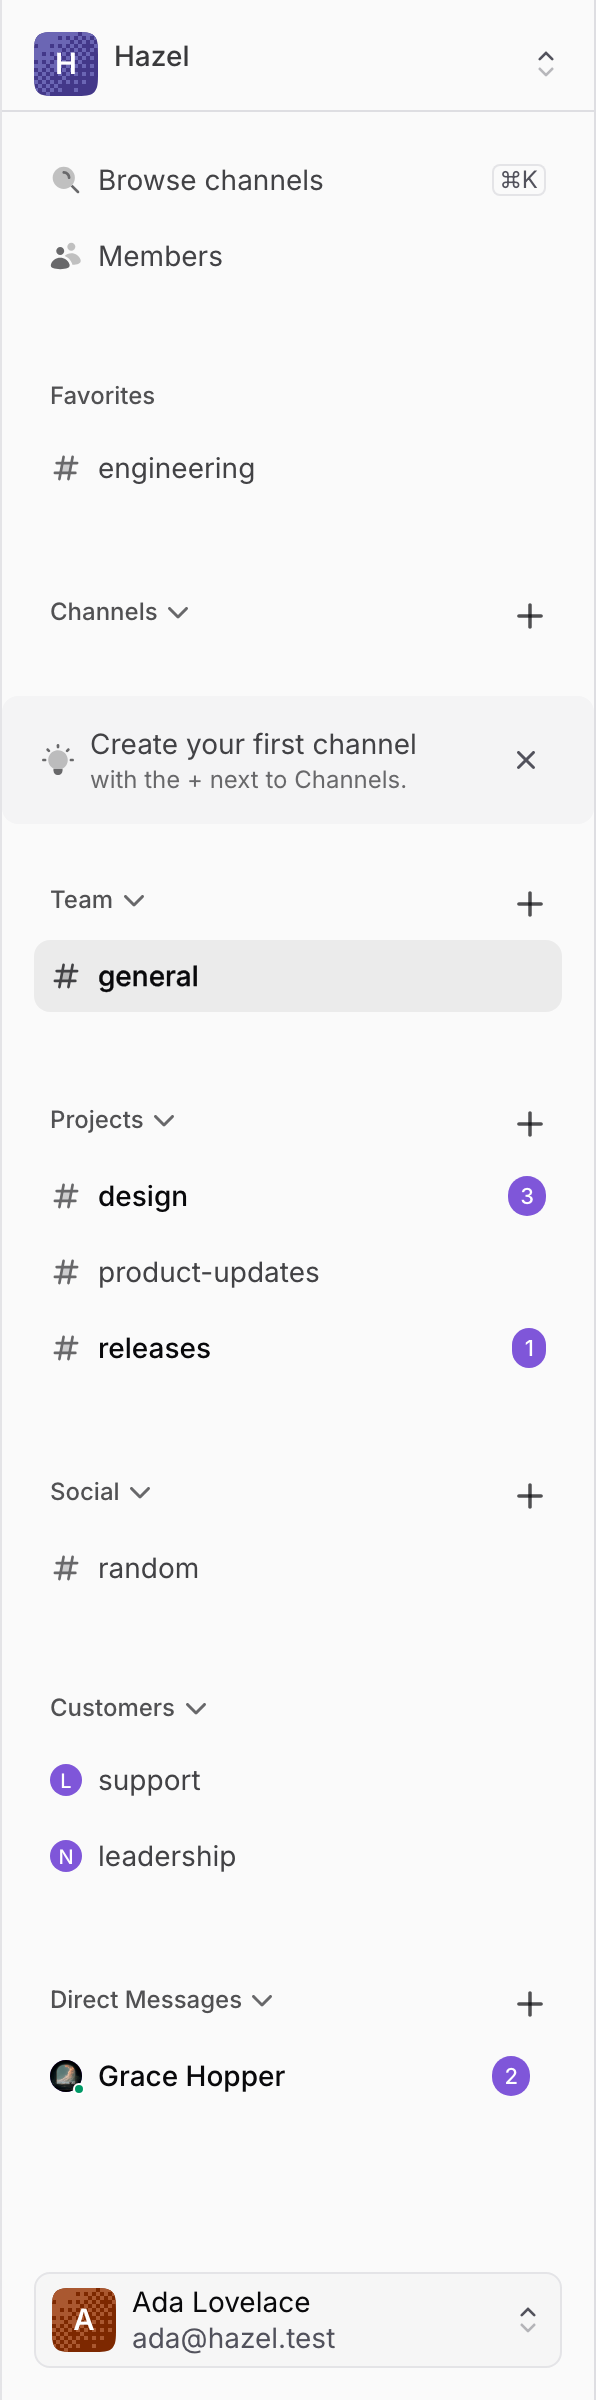 H
Hazel
Browse channels ⌘K
Members
Favorites
# engineering
Channels
Create your first channel
with the + next to Channels.
Team
# general
Projects
# design 3
# product-updates
# releases 1
Social
# random
Customers
L support
N leadership
Direct Messages
Grace Hopper 2
A
Ada Lovelace
ada@hazel.test